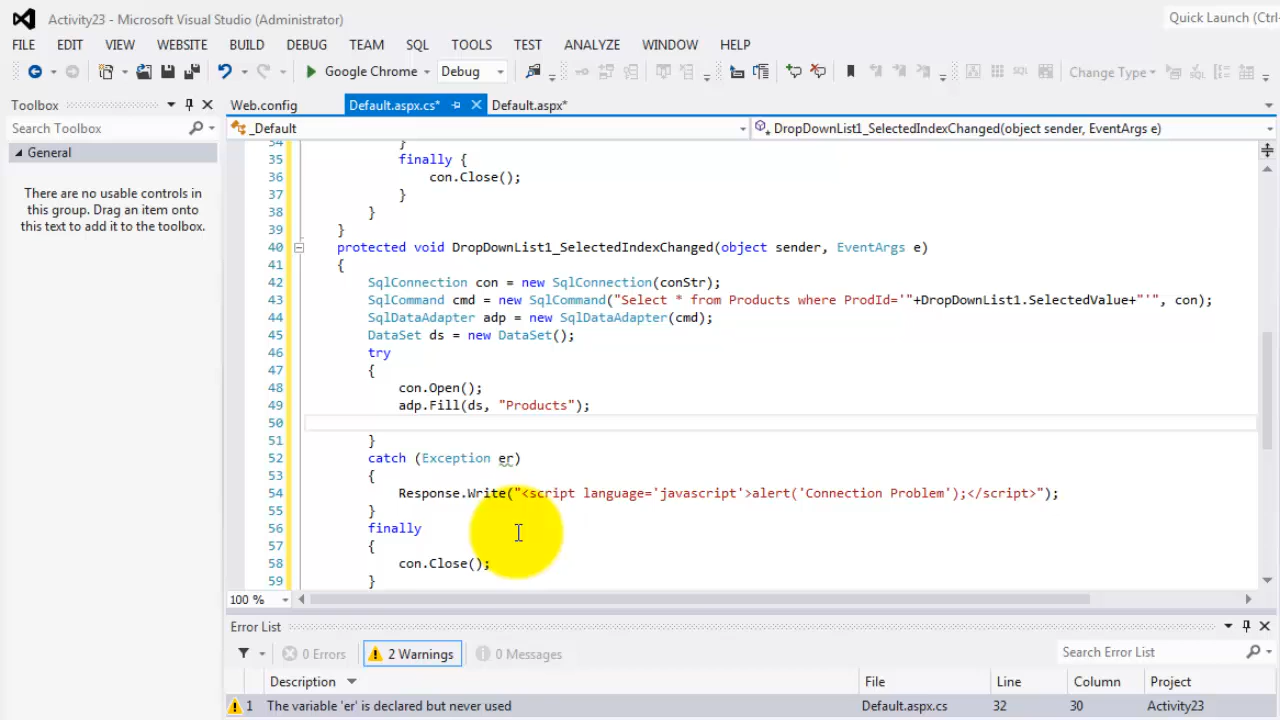 Activity23 - Microsoft Visual Studio (Administrator)
Quick Launch (Ctrl-
FILE EDIT VIEW WEBSITE BUILD DEBUG TEAM SQL TOOLS TEST ANALYZE WINDOW HELP
Google Chrome Debug Change Type
Toolbox Web.config Default.aspx.cs* Default.aspx*
Search Toolbox _Default DropDownList1_SelectedIndexChanged(object sender, EventArgs e)
General
There are no usable controls in
this group. Drag an item onto
this text to add it to the toolbox.
34 }
35 finally {
36 con.Close();
37 }
38 }
39 }
40 protected void DropDownList1_SelectedIndexChanged(object sender, EventArgs e)
41 {
42 SqlConnection con = new SqlConnection(conStr);
43 SqlCommand cmd = new SqlCommand("Select * from Products where ProdId='"+DropDownList1.SelectedValue+"'", con);
44 SqlDataAdapter adp = new SqlDataAdapter(cmd);
45 DataSet ds = new DataSet();
46 try
47 {
48 con.Open();
49 adp.Fill(ds, "Products");
50
51 }
52 catch (Exception er)
53 {
54 Response.Write("<script language='javascript'>alert('Connection Problem');</script>");
55 }
56 finally
57 {
58 con.Close();
59 }
100 %
Error List
0 Errors 2 Warnings 0 Messages Search Error List
Description File Line Column Project
1 The variable 'er' is declared but never used Default.aspx.cs 32 30 Activity23